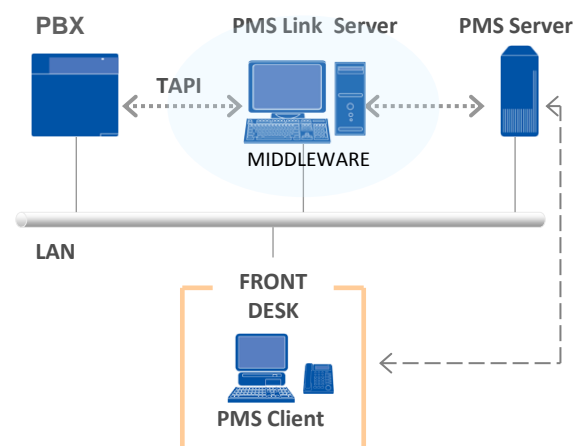 PBX
PMS Link Server
PMS Server
TAPI
MIDDLEWARE
LAN
FRONT
DESK
PMS Client